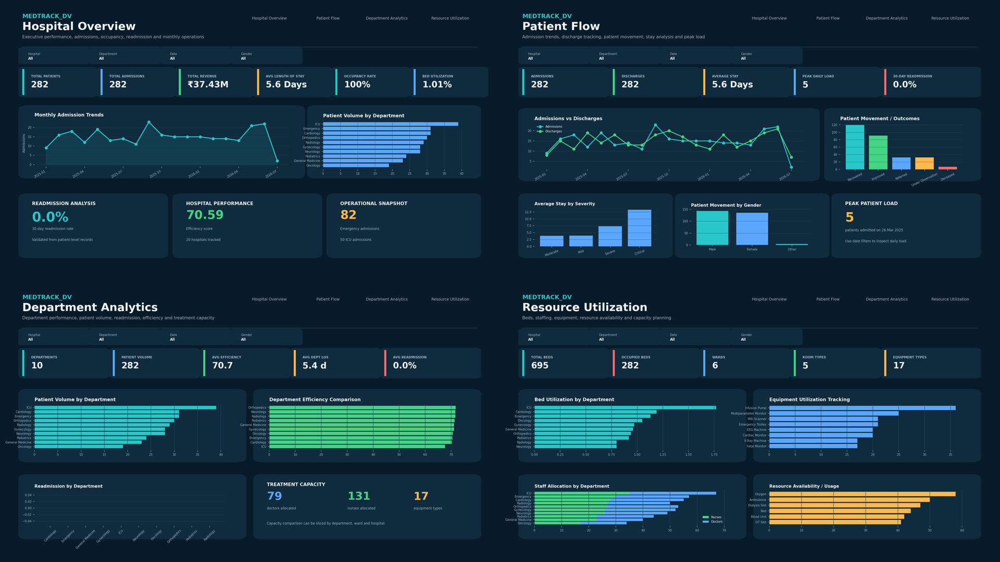 MEDTRACK_DV
Hospital Overview
Executive performance, admissions, occupancy, readmission and monthly operations
Hospital Overview Patient Flow Department Analytics Resource Utilization
Hospital Department Date Gender
All All All All
TOTAL PATIENTS TOTAL ADMISSIONS TOTAL REVENUE AVG LENGTH OF STAY OCCUPANCY RATE BED UTILIZATION
282 282 ₹37.43M 5.6 Days 100% 1.01%
Monthly Admission Trends
Admissions
20
15
10
5
0
2025-01 2025-04 2025-07 2025-10 2026-01 2026-04 2026-07
Patient Volume by Department
ICU
Emergency
Cardiology
Orthopedics
Radiology
Gynecology
Neurology
Pediatrics
General Medicine
Oncology
0 5 10 15 20 25 30 35 40
READMISSION ANALYSIS
0.0%
30-day readmission rate
Validated from patient-level records
HOSPITAL PERFORMANCE
70.59
Efficiency score
20 hospitals tracked
OPERATIONAL SNAPSHOT
82
Emergency admissions
50 ICU admissions
MEDTRACK_DV
Patient Flow
Admission trends, discharge tracking, patient movement, stay analysis and peak load
Hospital Overview Patient Flow Department Analytics Resource Utilization
Hospital Department Date Gender
All All All All
ADMISSIONS DISCHARGES AVERAGE STAY PEAK DAILY LOAD 30-DAY READMISSION
282 282 5.6 Days 5 0.0%
Admissions vs Discharges
Admissions
Discharges
20
15
10
5
2025-01 2025-04 2025-07 2025-10 2026-01 2026-04 2026-07
Patient Movement / Outcomes
120
100
80
60
40
20
0
Recovered Improved Referred Under Observation Deceased
Average Stay by Severity
12.5
10.0
7.5
5.0
2.5
0.0
Moderate Mild Severe Critical
Patient Movement by Gender
150
100
50
0
Male Female Other
PEAK PATIENT LOAD
5
patients admitted on 26 Mar 2025
Use date filters to inspect daily load.
MEDTRACK_DV
Department Analytics
Department performance, patient volume, readmission, efficiency and treatment capacity
Hospital Overview Patient Flow Department Analytics Resource Utilization
Hospital Department Date Gender
All All All All
DEPARTMENTS PATIENT VOLUME AVG EFFICIENCY AVG DEPT LOS AVG READMISSION
10 282 70.7 5.4 d 0.0%
Patient Volume by Department
ICU
Cardiology
Emergency
Orthopedics
Radiology
Gynecology
Neurology
Pediatrics
General Medicine
Oncology
0 5 10 15 20 25 30 35 40
Department Efficiency Comparison
Orthopedics
Neurology
Radiology
Pediatrics
General Medicine
Gynecology
Oncology
Emergency
Cardiology
ICU
0 10 20 30 40 50 60 70
Readmission by Department
0.04
0.02
0.00
−0.02
−0.04
Cardiology Emergency General Medicine Gynecology ICU Neurology Oncology Orthopedics Pediatrics Radiology
TREATMENT CAPACITY
79 131 17
doctors allocated nurses allocated equipment types
Capacity comparison can be sliced by department, ward and hospital.
MEDTRACK_DV
Resource Utilization
Beds, staffing, equipment, resource availability and capacity planning
Hospital Overview Patient Flow Department Analytics Resource Utilization
Hospital Department Date Gender
All All All All
TOTAL BEDS OCCUPIED BEDS WARDS ROOM TYPES EQUIPMENT TYPES
695 282 6 5 17
Bed Utilization by Department
ICU
Cardiology
Emergency
Oncology
Gynecology
General Medicine
Orthopedics
Pediatrics
Radiology
Neurology
0.00 0.25 0.50 0.75 1.00 1.25 1.50 1.75
Equipment Utilization Tracking
Infusion Pump
Multiparameter Monitor
MRI Scanner
Emergency Trolley
EEG Machine
Cardiac Monitor
X-Ray Machine
Fetal Monitor
0 5 10 15 20 25 30 35
Staff Allocation by Department
ICU
Emergency
Cardiology
Radiology
Orthopedics
Gynecology
Neurology
Pediatrics
General Medicine
Oncology
Nurses
Doctors
0 10 20 30 40 50 60 70
Resource Availability / Usage
Oxygen
Ambulance
Dialysis Slot
Bed
Blood Unit
OT Slot
0 10 20 30 40 50 60